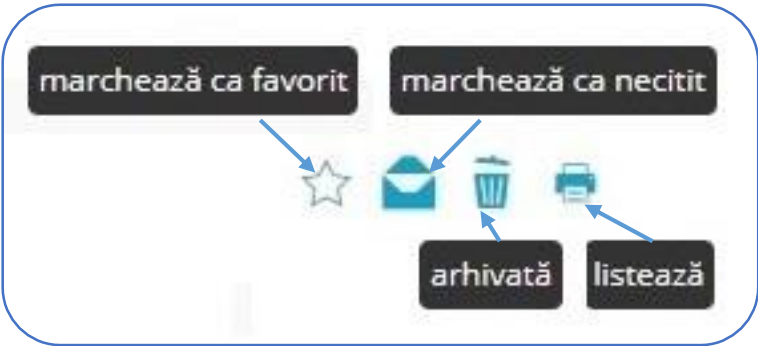 marchează ca favorit
marchează ca necitit
arhivată
listează